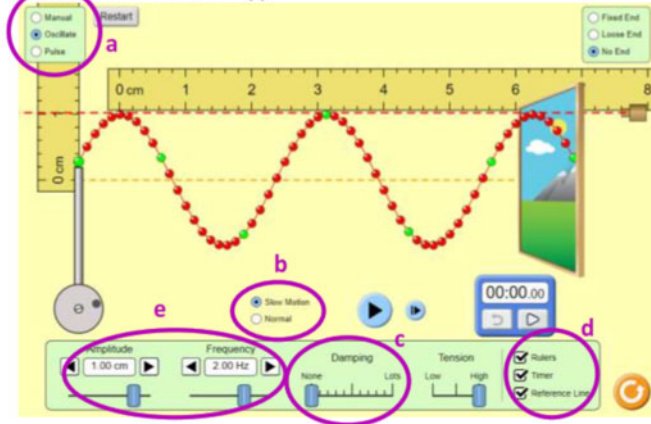 Manual
Oscillate
Pulse
a
Restart
Fixed End
Loose End
No End
0 cm 1 2 3 4 5 6 7 8
1
0 cm
b
Slow Motion
Normal
00:00.00
e
c
d
Amplitude
1.00 cm
Frequency
2.00 Hz
Damping
None
Lots
Tension
Low
High
Rulers
Timer
Reference Line